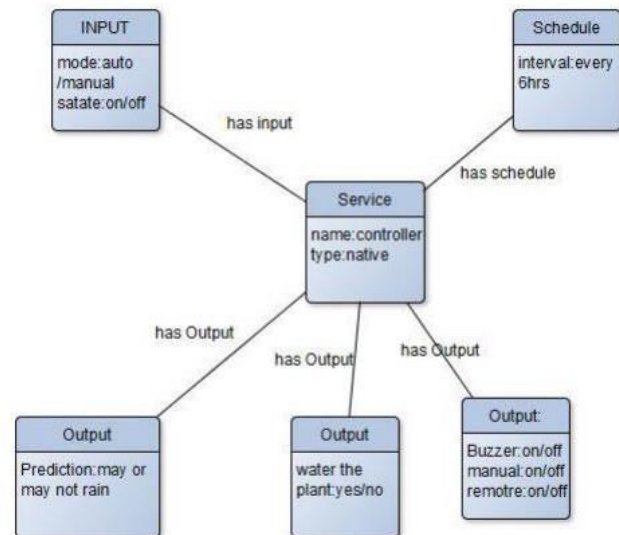 INPUT
mode:auto
/manual
satate:on/off
Schedule
interval:every
6hrs
has input
has schedule
Service
name:controller
type:native
has Output
has Output
has Output
Output
Prediction:may or
may not rain
Output
water the
plant:yes/no
Output:
Buzzer:on/off
manual:on/off
remotre:on/off